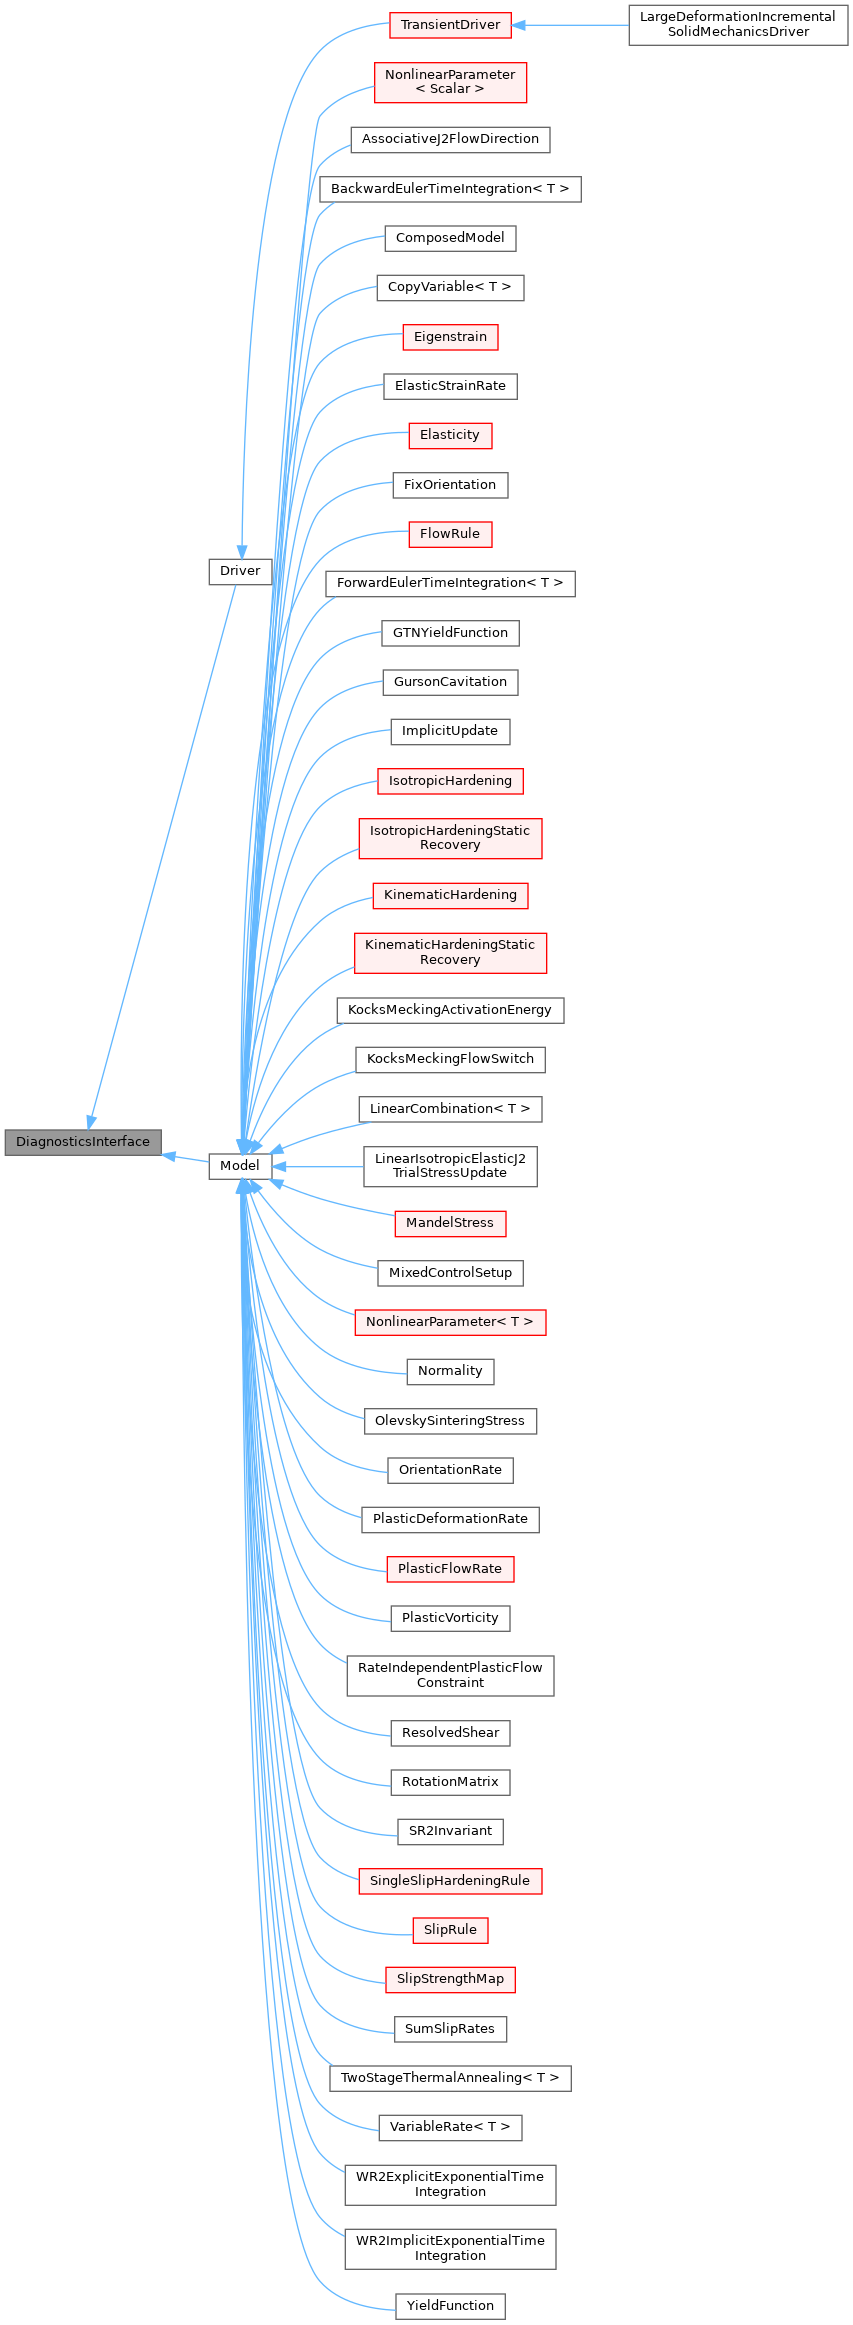 TransientDriver
LargeDeformationIncremental
SolidMechanicsDriver
NonlinearParameter
< Scalar >
AssociativeJ2FlowDirection
BackwardEulerTimeIntegration< T >
ComposedModel
CopyVariable< T >
Eigenstrain
ElasticStrainRate
Elasticity
FixOrientation
FlowRule
Driver
ForwardEulerTimeIntegration< T >
GTNYieldFunction
GursonCavitation
ImplicitUpdate
IsotropicHardening
IsotropicHardeningStatic
Recovery
KinematicHardening
KinematicHardeningStatic
Recovery
KocksMeckingActivationEnergy
KocksMeckingFlowSwitch
LinearCombination< T >
DiagnosticsInterface
Model
LinearIsotropicElasticJ2
TrialStressUpdate
MandelStress
MixedControlSetup
NonlinearParameter< T >
Normality
OlevskySinteringStress
OrientationRate
PlasticDeformationRate
PlasticFlowRate
PlasticVorticity
RateIndependentPlasticFlow
Constraint
ResolvedShear
RotationMatrix
SR2Invariant
SingleSlipHardeningRule
SlipRule
SlipStrengthMap
SumSlipRates
TwoStageThermalAnnealing< T >
VariableRate< T >
WR2ExplicitExponentialTime
Integration
WR2ImplicitExponentialTime
Integration
YieldFunction